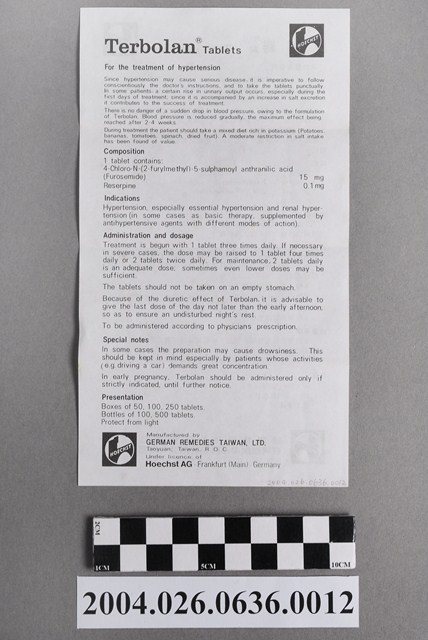 Terbolan® Tablets
HOECHST
For the treatment of hypertension
Since hypertension may cause serious disease, it is imperative to follow
conscientiously the doctor's instructions, and to take the tablets punctually.
In some patients, a certain rise in urinary output occurs, especially during the
first days of treatment, since it is accompanied by an increase in salt excretion
it contributes to the success of treatment.
There is no danger of a sudden drop in blood pressure, owing to the formulation
of Terbolan. Blood pressure is reduced gradually, the maximum effect being
reached after 2-4 weeks.
During treatment the patient should take a mixed diet rich in potassium (Potatoes,
bananas, tomatoes, spinach, dried fruit). A moderate restriction in salt intake
has been found of value.
Composition
1 tablet contains:
4-Chloro-N-(2-furylmethyl)-5-sulphamoyl anthranilic acid
(Furosemide) 15 mg
Reserpine 0.1 mg
Indications
Hypertension, especially essential hypertension and renal hyper-
tension (in some cases as basic therapy, supplemented by
antihypertensive agents with different modes of action).
Administration and dosage
Treatment is begun with 1 tablet three times daily. If necessary
in severe cases, the dose may be raised to 1 tablet four times
daily or 2 tablets twice daily. For maintenance, 2 tablets daily
is an adequate dose; sometimes even lower doses may be
sufficient.
The tablets should not be taken on an empty stomach.
Because of the diuretic effect of Terbolan, it is advisable to
give the last dose of the day not later than the early afternoon,
so as to ensure an undisturbed night's rest.
To be administered according to physucians prescription.
Special notes
In some cases the preparation may cause drowsiness. This
should be kept in mind especially by patients whose activities
(e.g. driving a car) demands great concentration.
In early pregnancy, Terbolan should be administered only if
strictly indicated, until further notice.
Presentation
Boxes of 50, 100, 250 tablets.
Bottles of 100, 500 tablets.
Protect from light
HOECHST
Manufactured by
GERMAN REMEDIES TAIWAN, LTD.
Taoyuan, Taiwan, R. O. C.
Under licence of
Hoechst AG · Frankfurt (Main) · Germany
2CM
1CM 5CM 10CM
2004.026.0636.0012